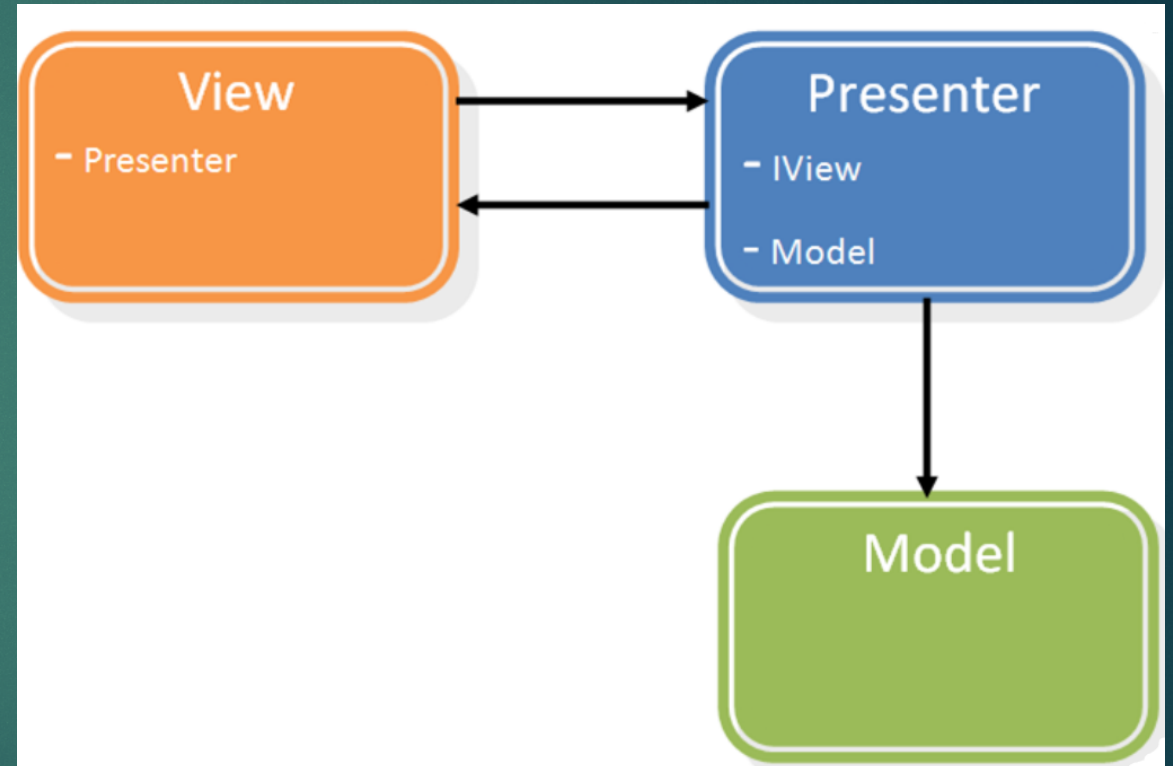 View
- Presenter
Presenter
- IView
- Model
Model